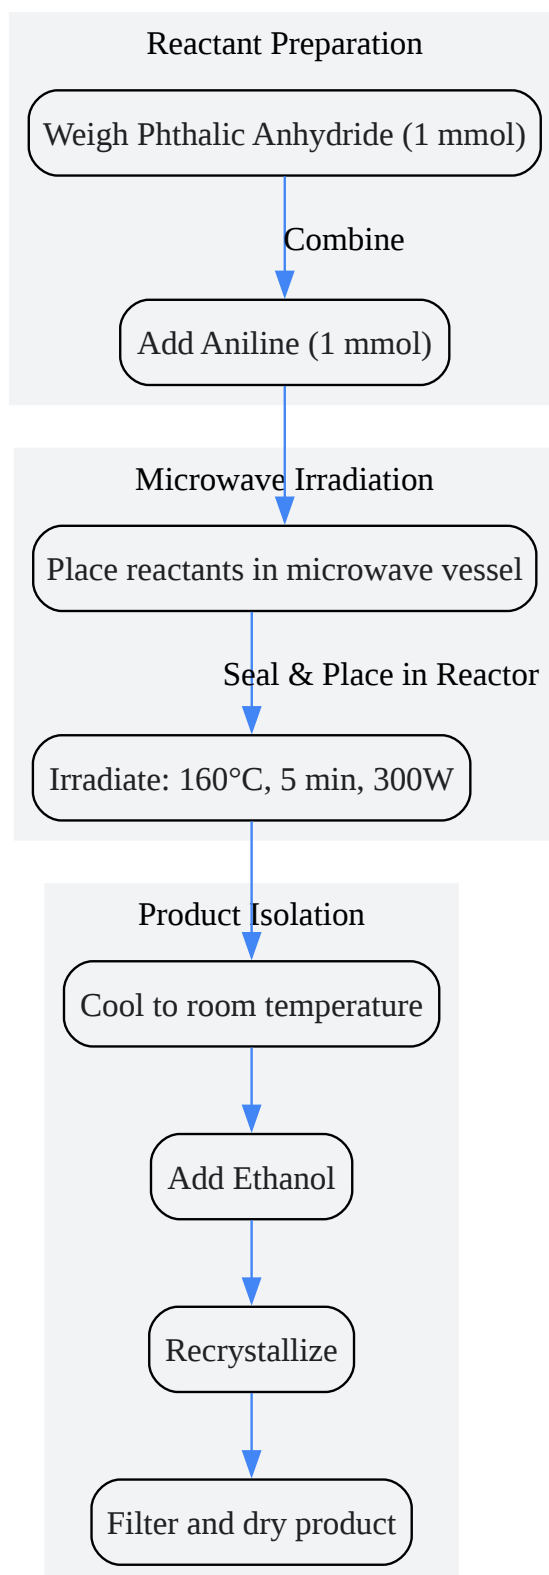 Reactant Preparation
Weigh Phthalic Anhydride (1 mmol)
Combine
Add Aniline (1 mmol)
Microwave Irradiation
Place reactants in microwave vessel
Seal & Place in Reactor
Irradiate: 160°C, 5 min, 300W
Product Isolation
Cool to room temperature
Add Ethanol
Recrystallize
Filter and dry product